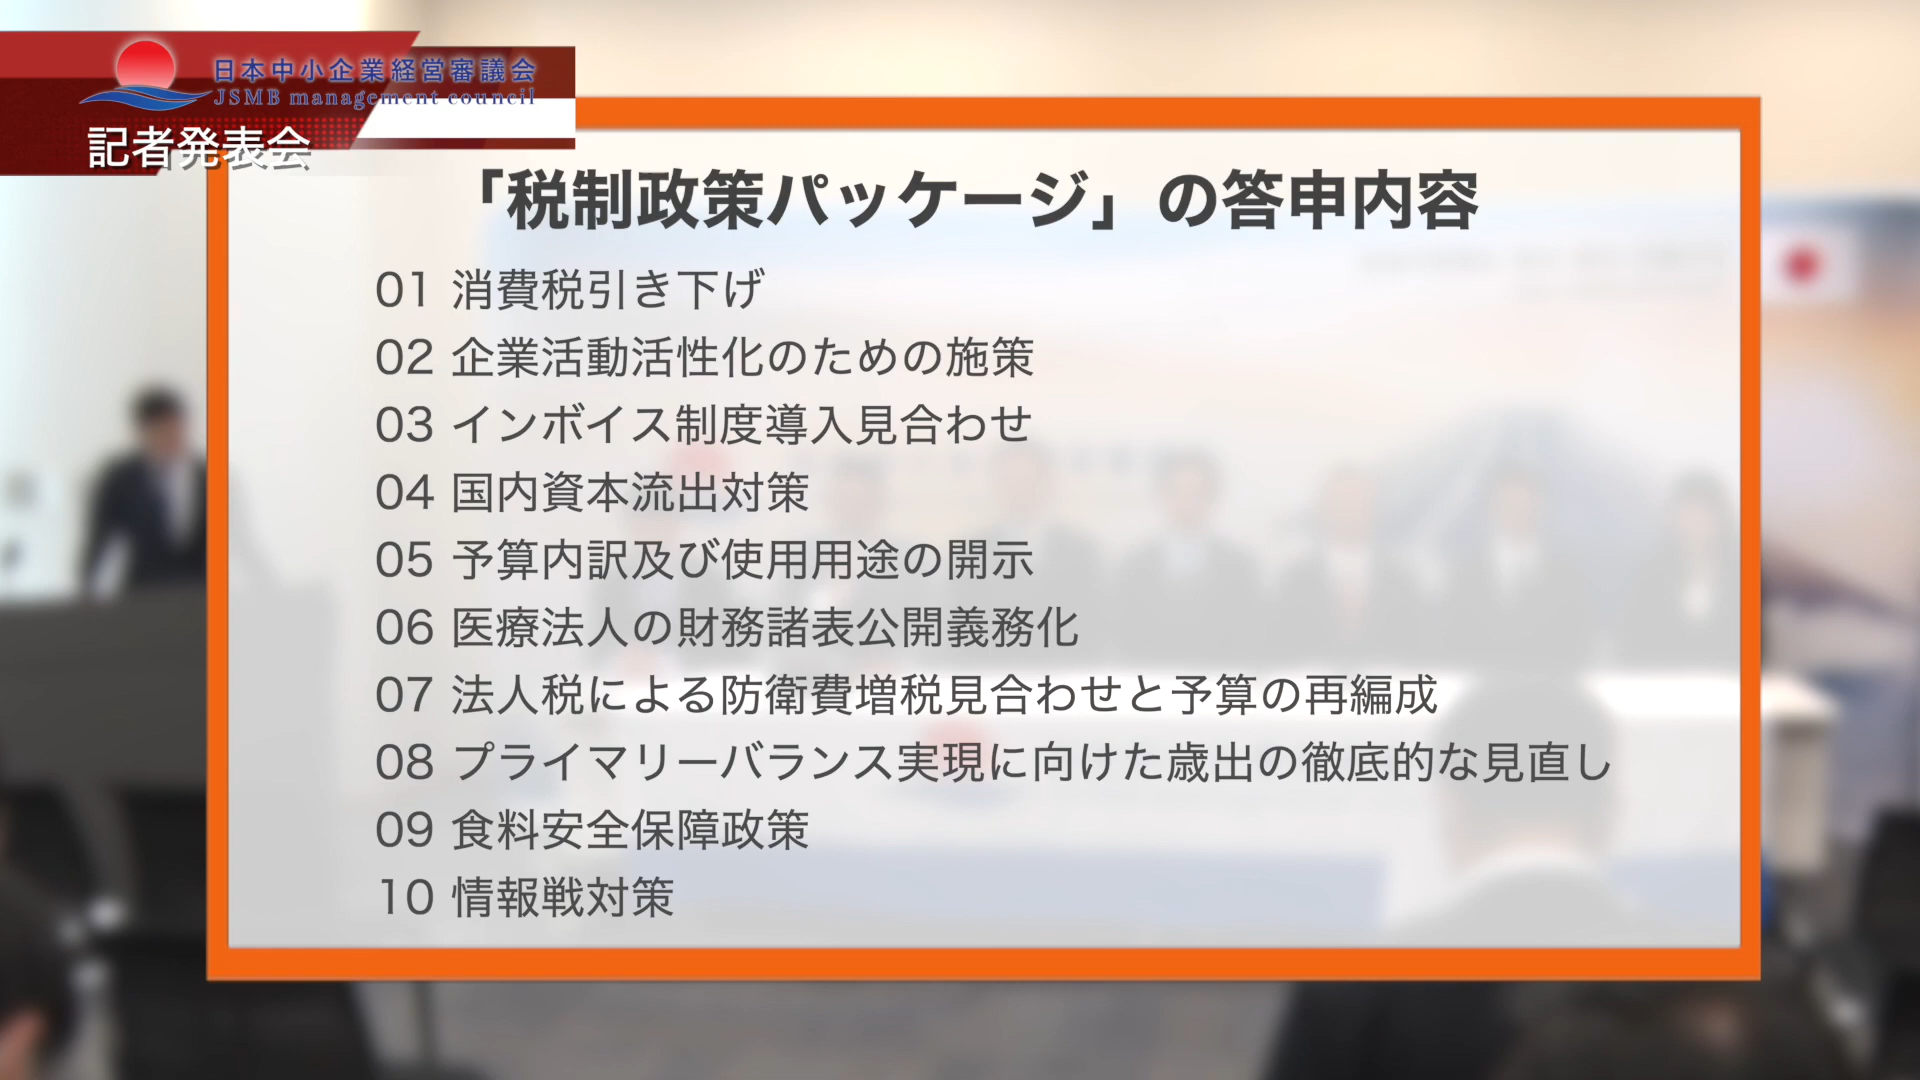 日本中小企業経営審議会
JSMB management council
記者発表会
「税制政策パッケージ」の答申内容
01 消費税引き下げ
02 企業活動活性化のための施策
03 インボイス制度導入見合わせ
04 国内資本流出対策
05 予算内訳及び使用用途の開示
06 医療法人の財務諸表公開義務化
07 法人税による防衛費増税見合わせと予算の再編成
08 プライマリーバランス実現に向けた歳出の徹底的な見直し
09 食料安全保障政策
10 情報戦対策